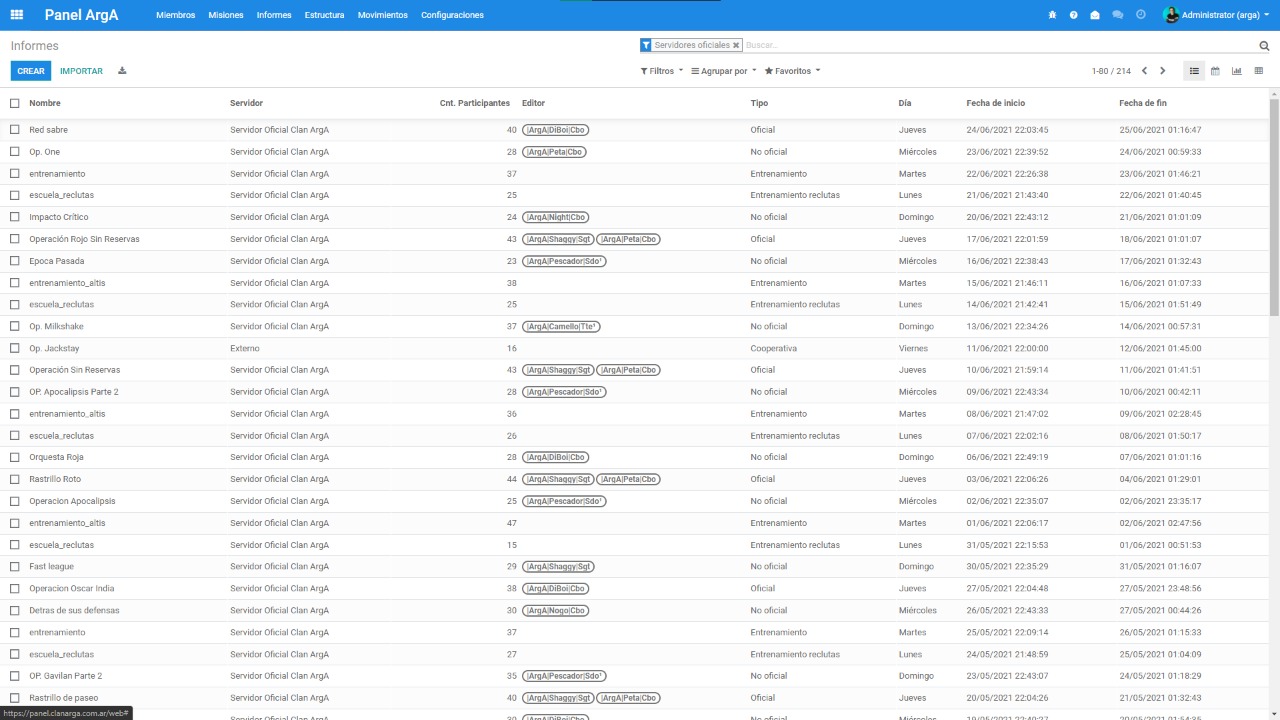 Panel ArgA Miembros Misiones Informes Estructura Movimientos Configuraciones Administrator (arga)
Informes Servidores oficiales Buscar...
CREAR IMPORTAR Filtros Agrupar por Favoritos 1-80 / 214
Nombre Servidor Cnt. Participantes Editor Tipo Día Fecha de inicio Fecha de fin
Red sabre Servidor Oficial Clan ArgA 40 |ArgA|DiBoi|Cbo Oficial Jueves 24/06/2021 22:03:45 25/06/2021 01:16:47
Op. One Servidor Oficial Clan ArgA 28 |ArgA|Peta|Cbo No oficial Miércoles 23/06/2021 22:39:52 24/06/2021 00:59:33
entrenamiento Servidor Oficial Clan ArgA 37 Entrenamiento Martes 22/06/2021 22:26:38 23/06/2021 01:46:21
escuela_reclutas Servidor Oficial Clan ArgA 25 Entrenamiento reclutas Lunes 21/06/2021 21:43:40 22/06/2021 01:40:45
Impacto Crítico Servidor Oficial Clan ArgA 24 |ArgA|Night|Cbo No oficial Domingo 20/06/2021 22:43:12 21/06/2021 01:01:09
Operación Rojo Sin Reservas Servidor Oficial Clan ArgA 43 |ArgA|Shaggy|Sgt |ArgA|Peta|Cbo Oficial Jueves 17/06/2021 22:01:59 18/06/2021 01:01:07
Epoca Pasada Servidor Oficial Clan ArgA 23 |ArgA|Pescador|Sdo¹ No oficial Miércoles 16/06/2021 22:38:43 17/06/2021 01:32:43
entrenamiento_altis Servidor Oficial Clan ArgA 38 Entrenamiento Martes 15/06/2021 21:46:11 16/06/2021 01:07:33
escuela_reclutas Servidor Oficial Clan ArgA 25 Entrenamiento reclutas Lunes 14/06/2021 21:42:41 15/06/2021 01:51:49
Op. Milkshake Servidor Oficial Clan ArgA 37 |ArgA|Camello|Tte¹ No oficial Domingo 13/06/2021 22:34:26 14/06/2021 00:57:31
Op. Jackstay Externo 16 Cooperativa Viernes 11/06/2021 22:00:00 12/06/2021 01:45:00
Operación Sin Reservas Servidor Oficial Clan ArgA 43 |ArgA|Shaggy|Sgt |ArgA|Peta|Cbo Oficial Jueves 10/06/2021 21:59:14 11/06/2021 01:41:51
OP. Apocalipsis Parte 2 Servidor Oficial Clan ArgA 28 |ArgA|Pescador|Sdo¹ No oficial Miércoles 09/06/2021 22:43:34 10/06/2021 00:42:11
entrenamiento_altis Servidor Oficial Clan ArgA 36 Entrenamiento Martes 08/06/2021 21:47:02 09/06/2021 02:28:45
escuela_reclutas Servidor Oficial Clan ArgA 26 Entrenamiento reclutas Lunes 07/06/2021 22:02:16 08/06/2021 01:50:17
Orquesta Roja Servidor Oficial Clan ArgA 28 |ArgA|DiBoi|Cbo No oficial Domingo 06/06/2021 22:49:19 07/06/2021 01:01:16
Rastrillo Roto Servidor Oficial Clan ArgA 44 |ArgA|Shaggy|Sgt |ArgA|Peta|Cbo Oficial Jueves 03/06/2021 22:06:26 04/06/2021 01:29:01
Operacion Apocalipsis Servidor Oficial Clan ArgA 25 |ArgA|Pescador|Sdo¹ No oficial Miércoles 02/06/2021 22:35:07 02/06/2021 23:35:17
entrenamiento_altis Servidor Oficial Clan ArgA 47 Entrenamiento Martes 01/06/2021 22:06:17 02/06/2021 02:47:56
escuela_reclutas Servidor Oficial Clan ArgA 15 Entrenamiento reclutas Lunes 31/05/2021 22:15:53 01/06/2021 00:51:53
Fast league Servidor Oficial Clan ArgA 29 |ArgA|Shaggy|Sgt No oficial Domingo 30/05/2021 22:35:29 31/05/2021 01:16:07
Operacion Oscar India Servidor Oficial Clan ArgA 38 |ArgA|DiBoi|Cbo Oficial Jueves 27/05/2021 22:04:48 27/05/2021 23:48:56
Detras de sus defensas Servidor Oficial Clan ArgA 30 |ArgA|Nogo|Cbo No oficial Miércoles 26/05/2021 22:43:33 27/05/2021 00:44:26
entrenamiento Servidor Oficial Clan ArgA 37 Entrenamiento Martes 25/05/2021 22:09:14 26/05/2021 01:15:33
escuela_reclutas Servidor Oficial Clan ArgA 27 Entrenamiento reclutas Lunes 24/05/2021 21:48:59 25/05/2021 01:04:09
OP. Gavilan Parte 2 Servidor Oficial Clan ArgA 35 |ArgA|Pescador|Sdo¹ No oficial Domingo 23/05/2021 22:43:07 24/05/2021 01:18:29
Rastrillo de paseo Servidor Oficial Clan ArgA 40 |ArgA|Shaggy|Sgt |ArgA|Peta|Cbo Oficial Jueves 20/05/2021 22:04:26 21/05/2021 01:32:43
https://panel.clanarga.com.ar/web#
Servidor Oficial Clan ArgA 30 |ArgA|DiBoi|Cbo No oficial Miércoles